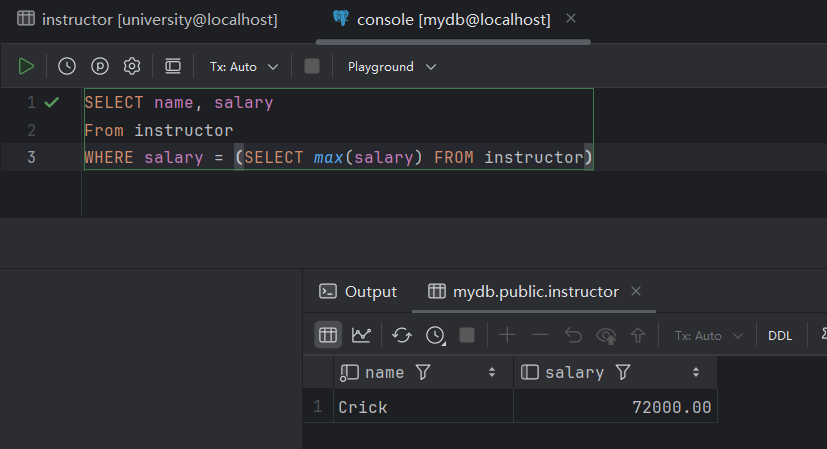 instructor [university@localhost]
console [mydb@localhost]
Tx: Auto
Playground
1 SELECT name, salary
2 From instructor
3 WHERE salary = (SELECT max(salary) FROM instructor)
Output
mydb.public.instructor
Tx: Auto
DDL
name
salary
1 Crick 72000.00